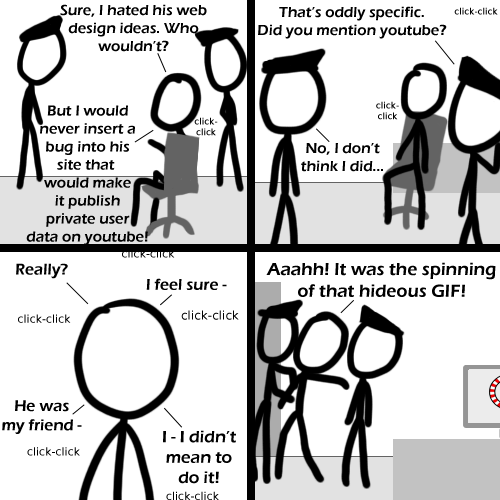 Sure, I hated his web
design ideas. Who
wouldn't?
But I would
never insert a
bug into his
site that
would make
it publish
private user
data on youtube!
click-
click
That's oddly specific.
Did you mention youtube?
click-click
click-
click
No, I don't
think I did...
click-click
Really?
I feel sure -
click-click
click-click
He was
my friend -
click-click
I - I didn't
mean to
do it!
click-click
Aaahh! It was the spinning
of that hideous GIF!